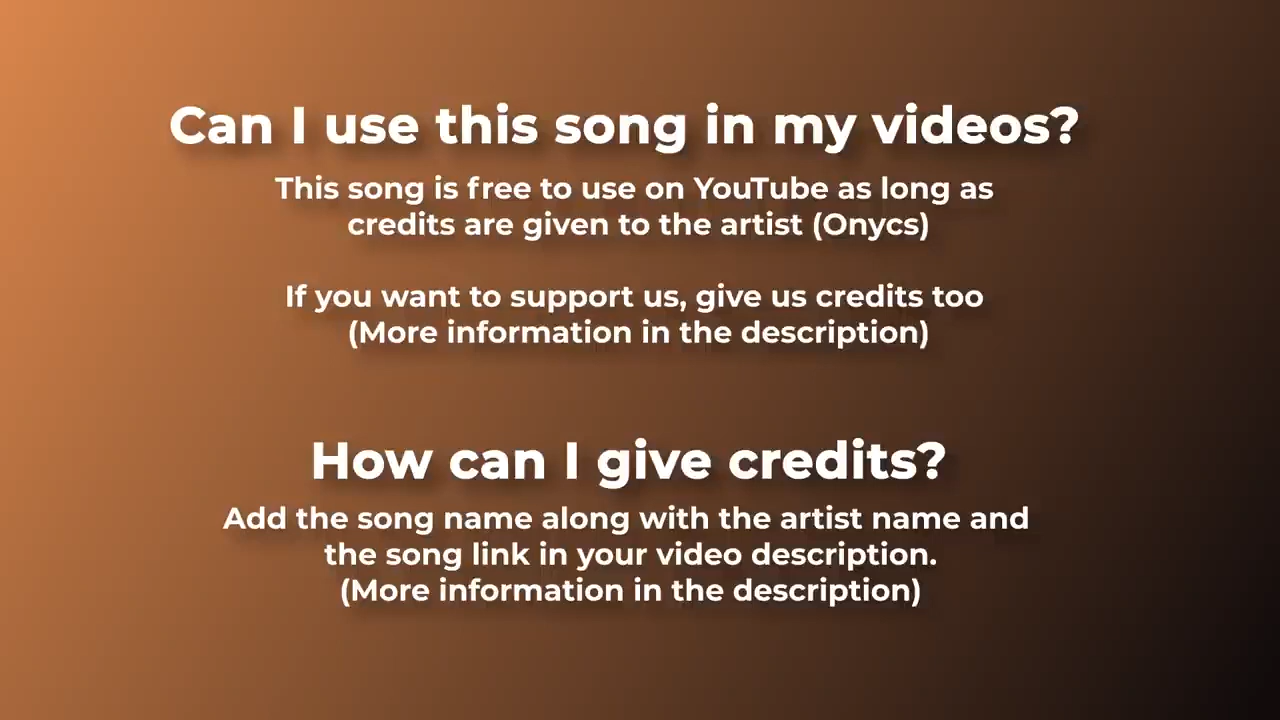 Can I use this song in my videos?
This song is free to use on YouTube as long as
credits are given to the artist (Onycs)
If you want to support us, give us credits too
(More information in the description)
How can I give credits?
Add the song name along with the artist name and
the song link in your video description.
(More information in the description)